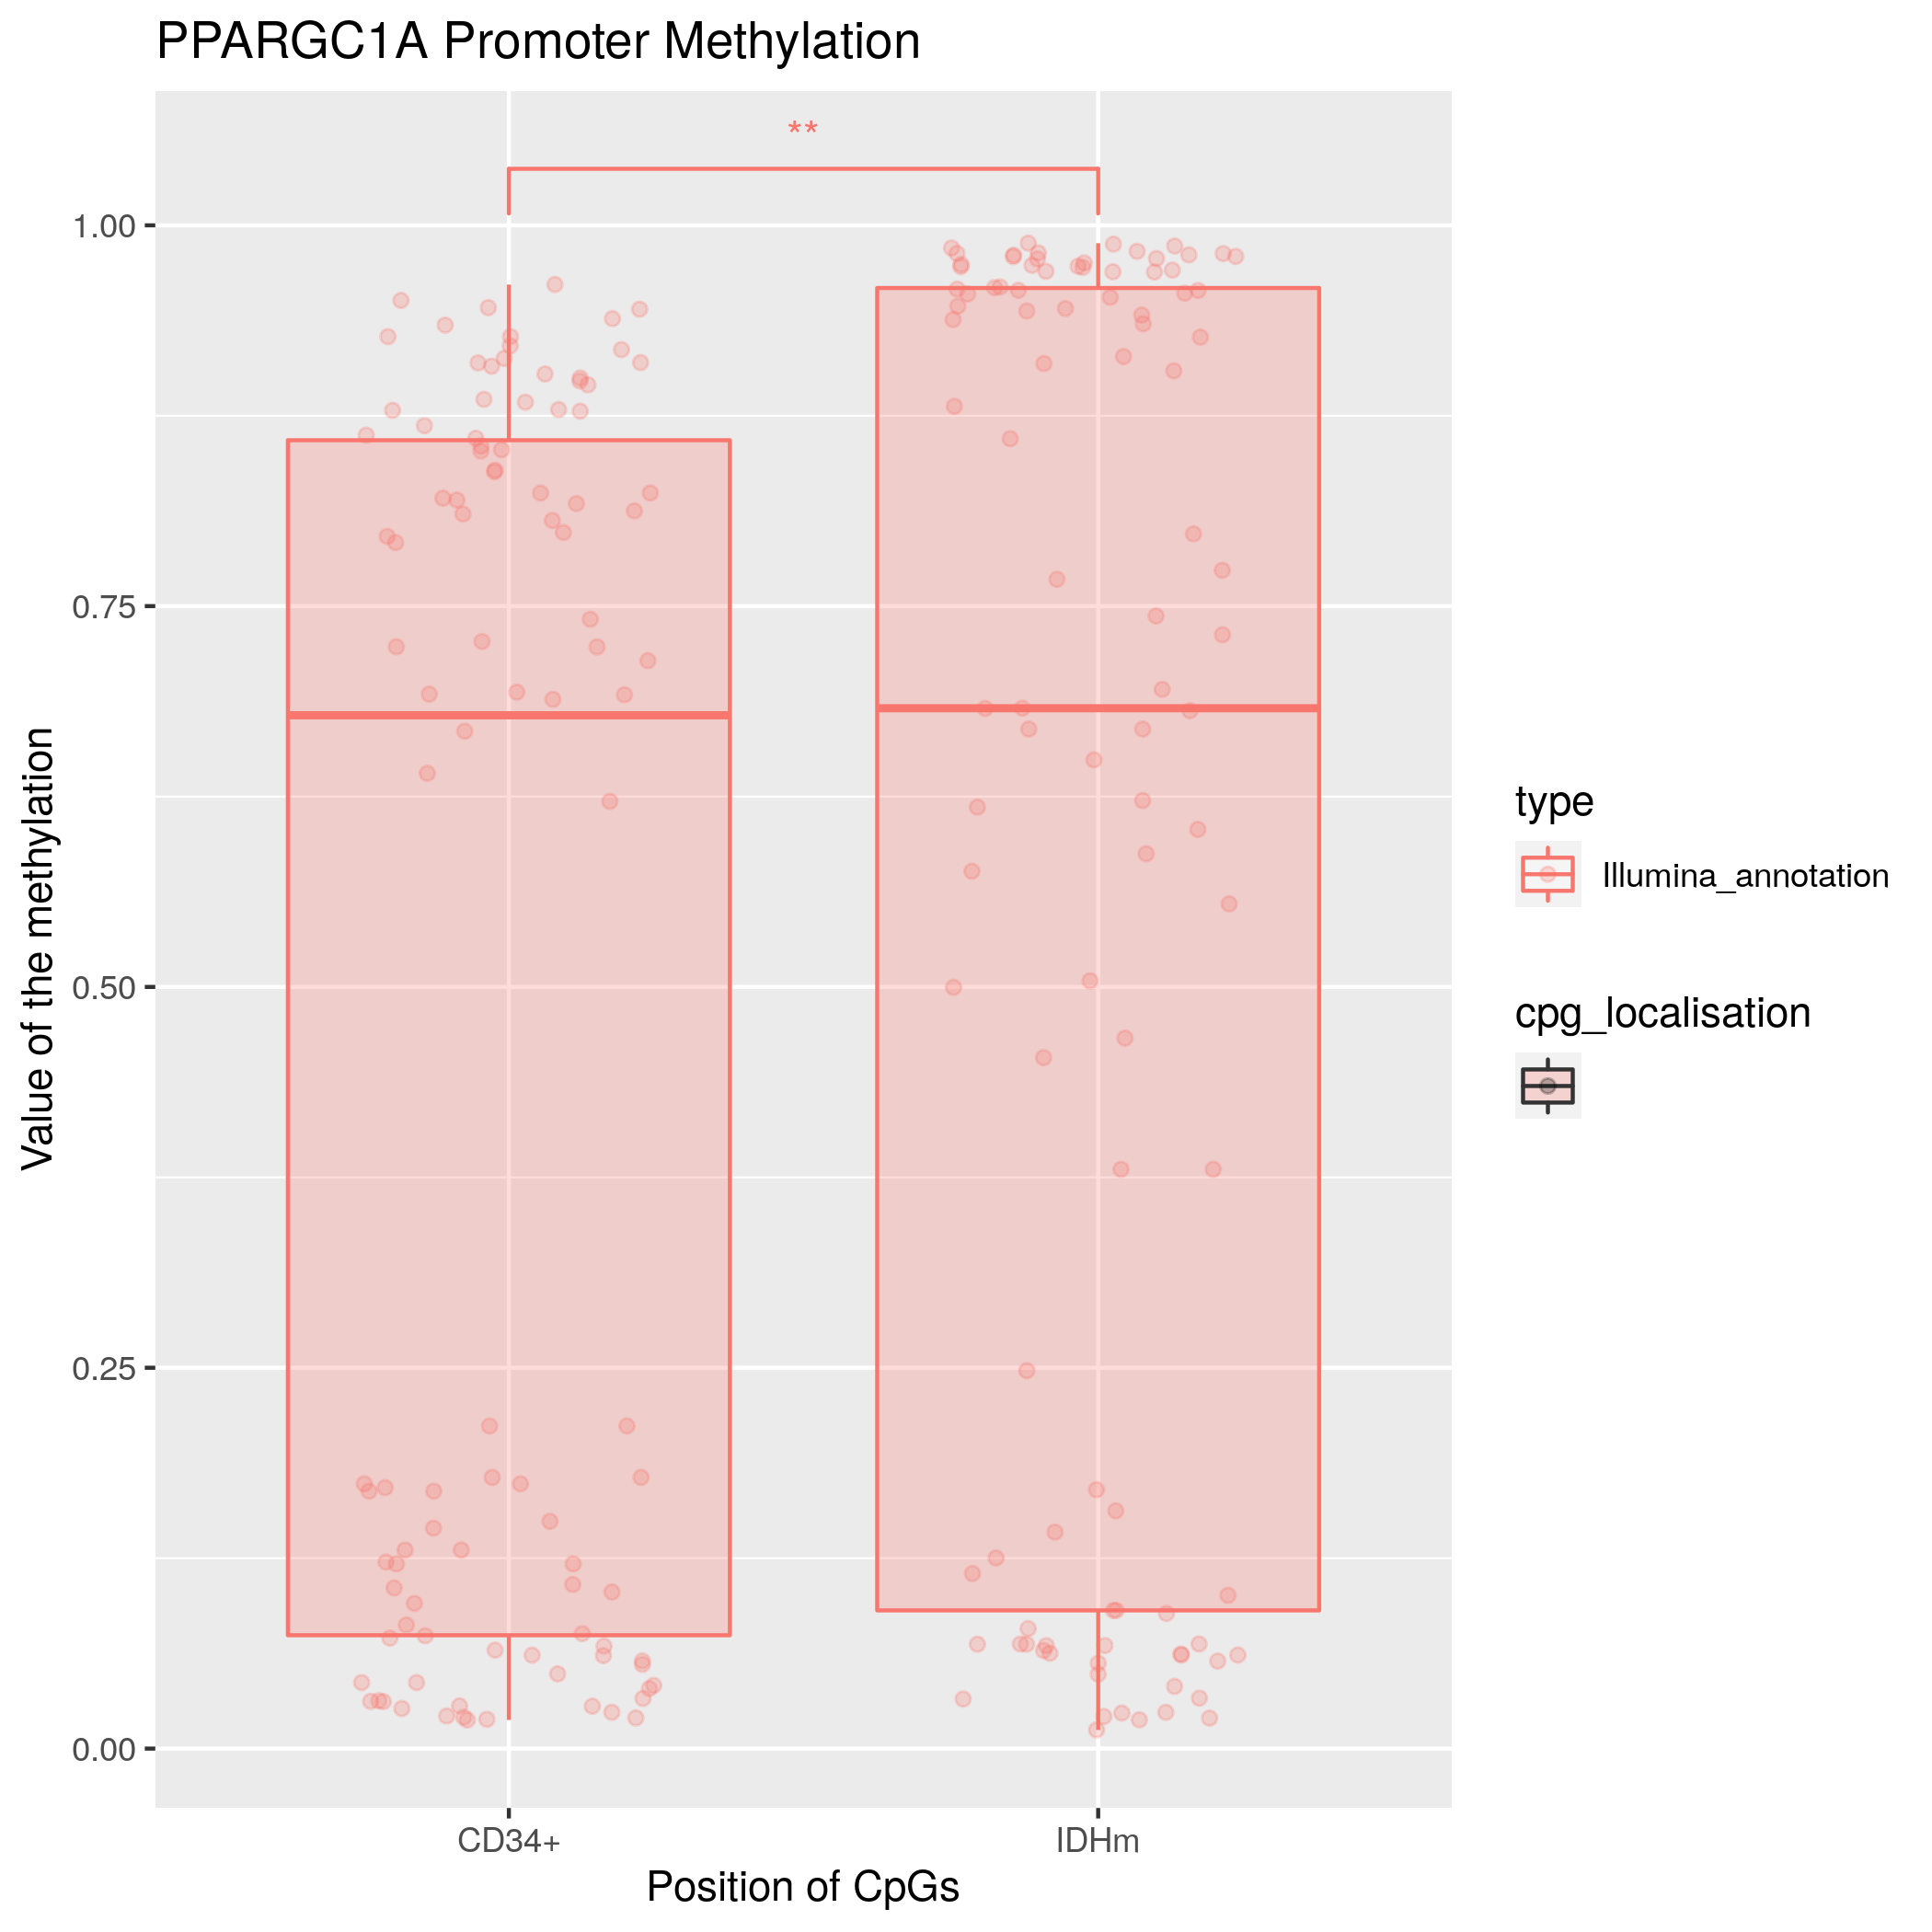 PPARGC1A Promoter Methylation
**
1.00
0.75
0.50
0.25
0.00
Value of the methylation
CD34+
IDHm
Position of CpGs
type
Illumina_annotation
cpg_localisation